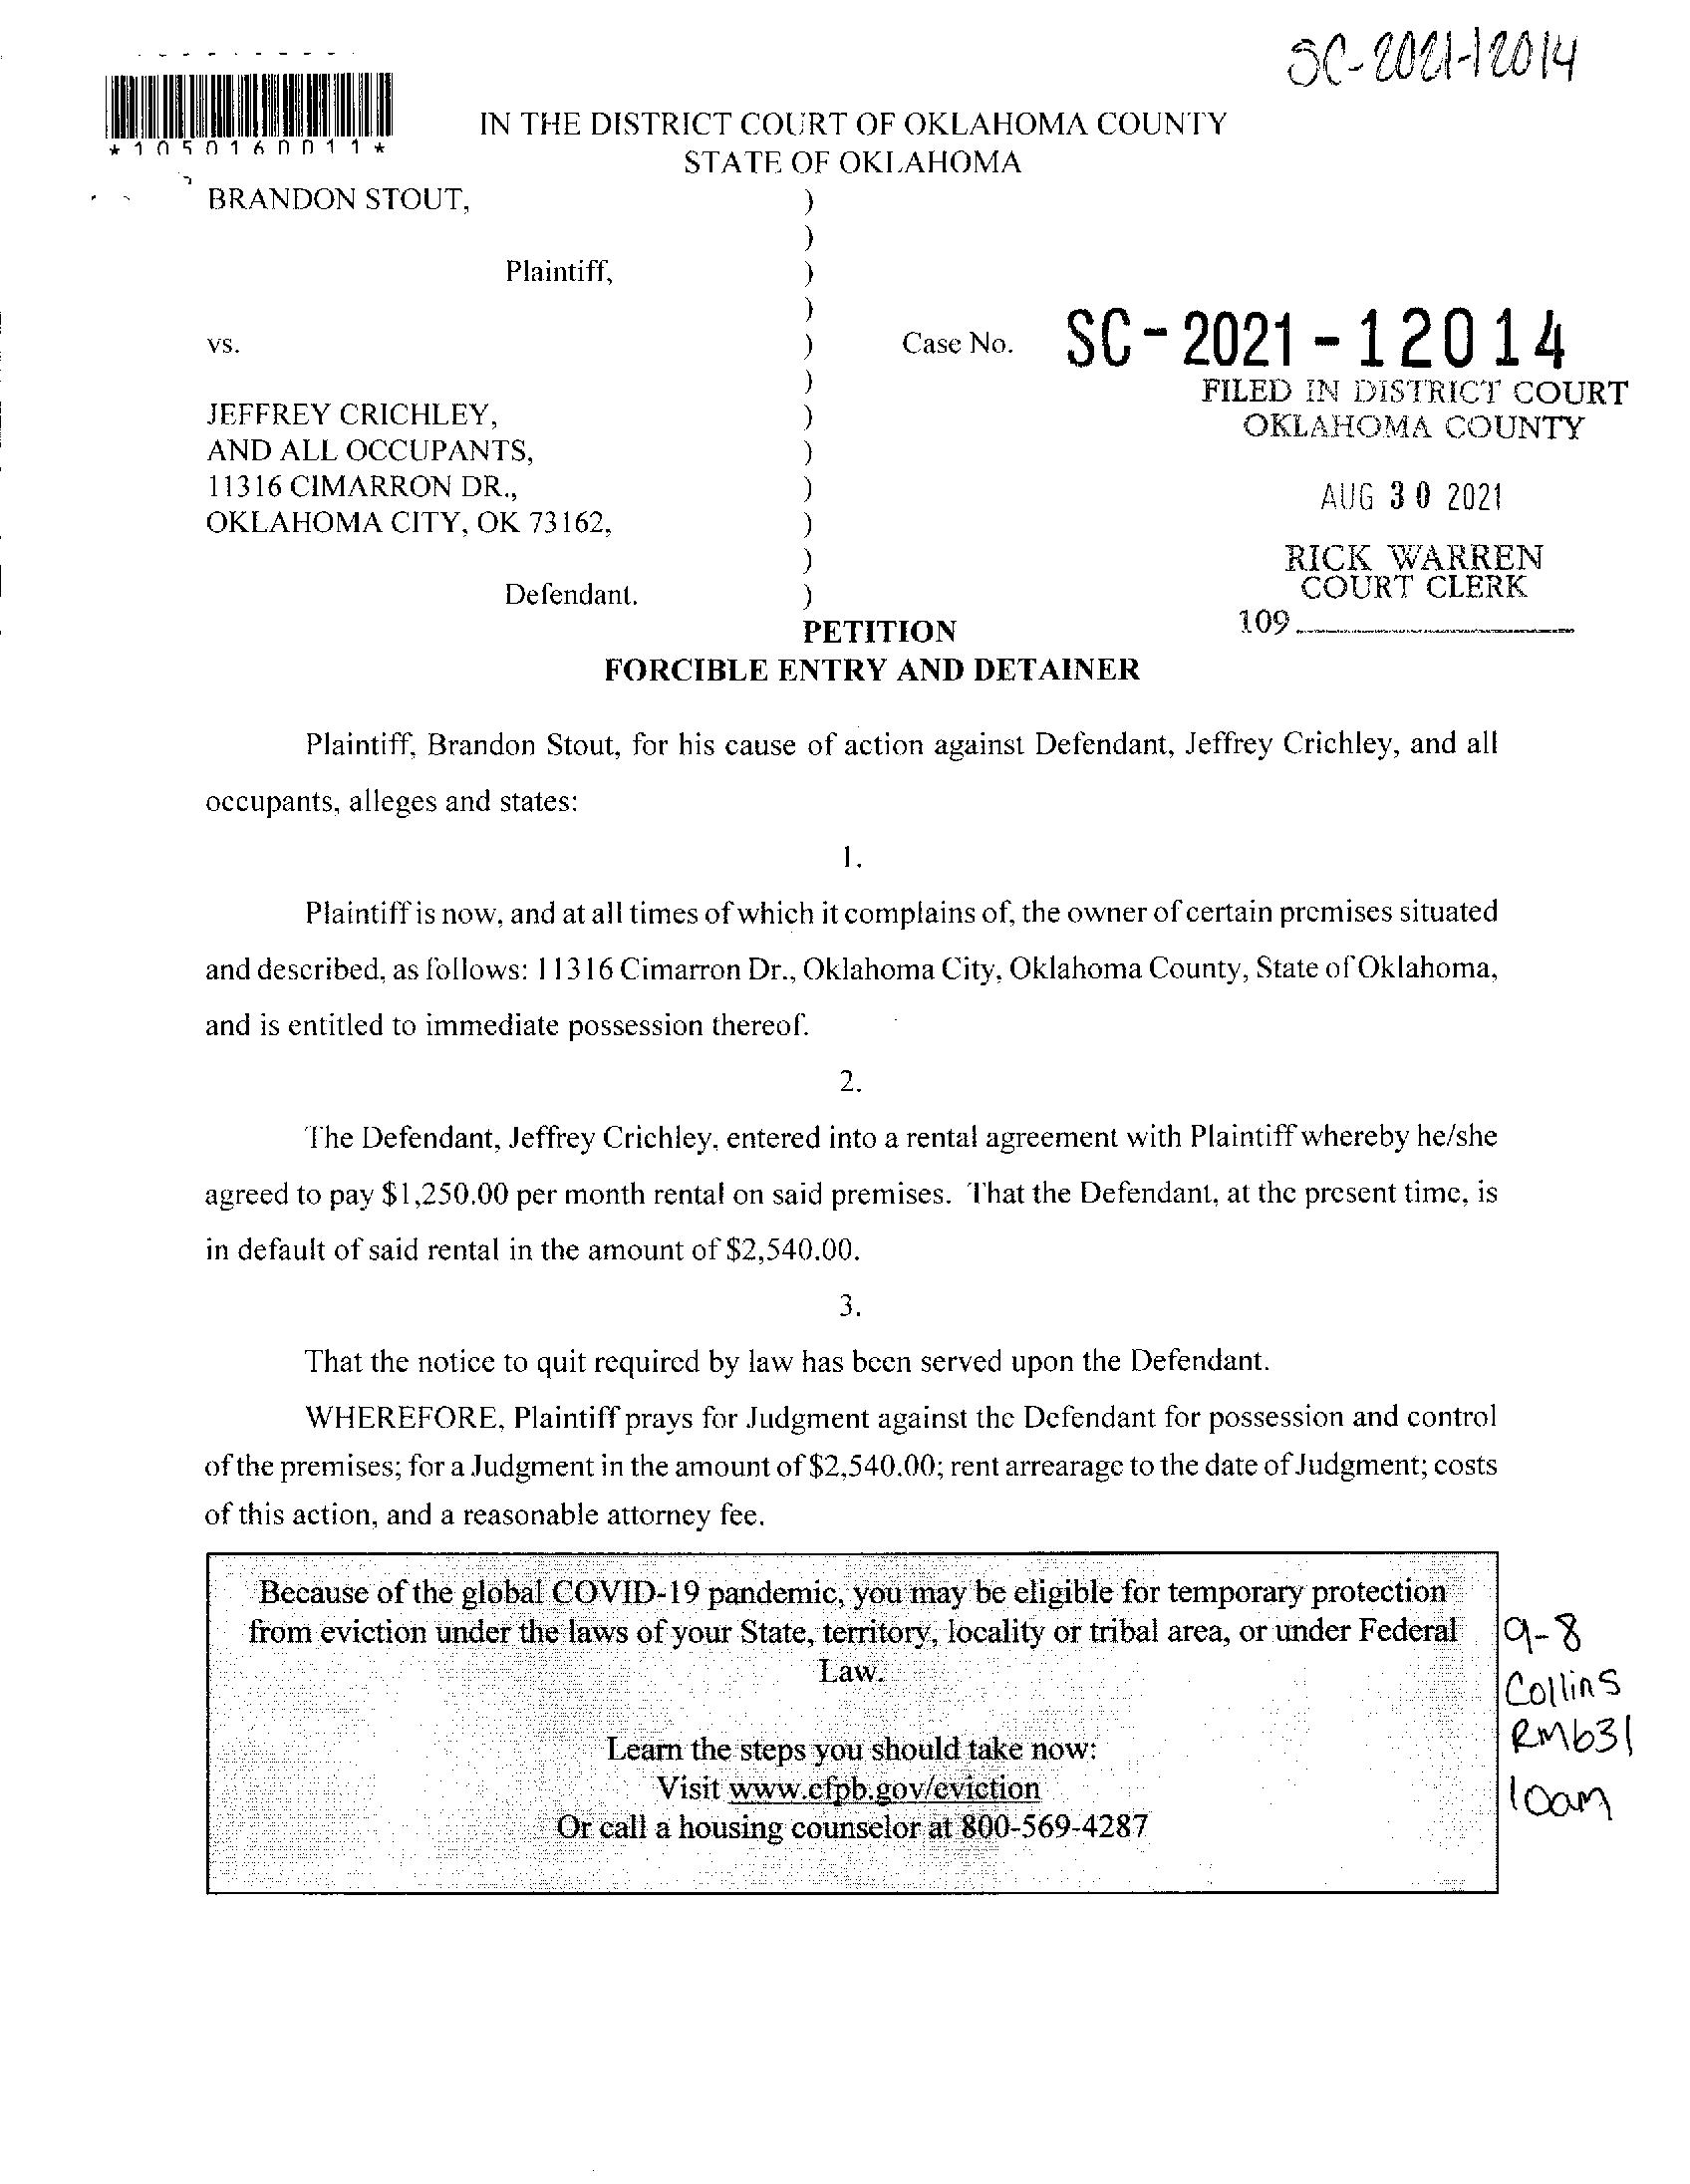 SC-2021-12014
*1050160011*
IN THE DISTRICT COURT OF OKLAHOMA COUNTY
STATE OF OKLAHOMA
BRANDON STOUT, )
)
Plaintiff, )
)
vs. ) Case No. SC-2021-12014
)
FILED IN DISTRICT COURT
JEFFREY CRICHLEY, )
OKLAHOMA COUNTY
AND ALL OCCUPANTS, )
11316 CIMARRON DR., )
AUG 30 2021
OKLAHOMA CITY, OK 73162, )
)
RICK WARREN
COURT CLERK
Defendant. )
109
PETITION
FORCIBLE ENTRY AND DETAINER
Plaintiff, Brandon Stout, for his cause of action against Defendant, Jeffrey Crichley, and all
occupants, alleges and states:
1.
Plaintiff is now, and at all times of which it complains of, the owner of certain premises situated
and described, as follows: 11316 Cimarron Dr., Oklahoma City, Oklahoma County, State of Oklahoma,
and is entitled to immediate possession thereof.
2.
The Defendant, Jeffrey Crichley, entered into a rental agreement with Plaintiff whereby he/she
agreed to pay $1,250.00 per month rental on said premises. That the Defendant, at the present time, is
in default of said rental in the amount of $2,540.00.
3.
That the notice to quit required by law has been served upon the Defendant.
WHEREFORE, Plaintiff prays for Judgment against the Defendant for possession and control
of the premises; for a Judgment in the amount of $2,540.00; rent arrearage to the date of Judgment; costs
of this action, and a reasonable attorney fee.
Because of the global COVID-19 pandemic, you may be eligible for temporary protection
from eviction under the laws of your State, territory, locality or tribal area, or under Federal
Law.
Learn the steps you should take now:
Visit www.cfpb.gov/eviction
Or call a housing counselor at 800-569-4287
9-8
Collins
RM631
10am